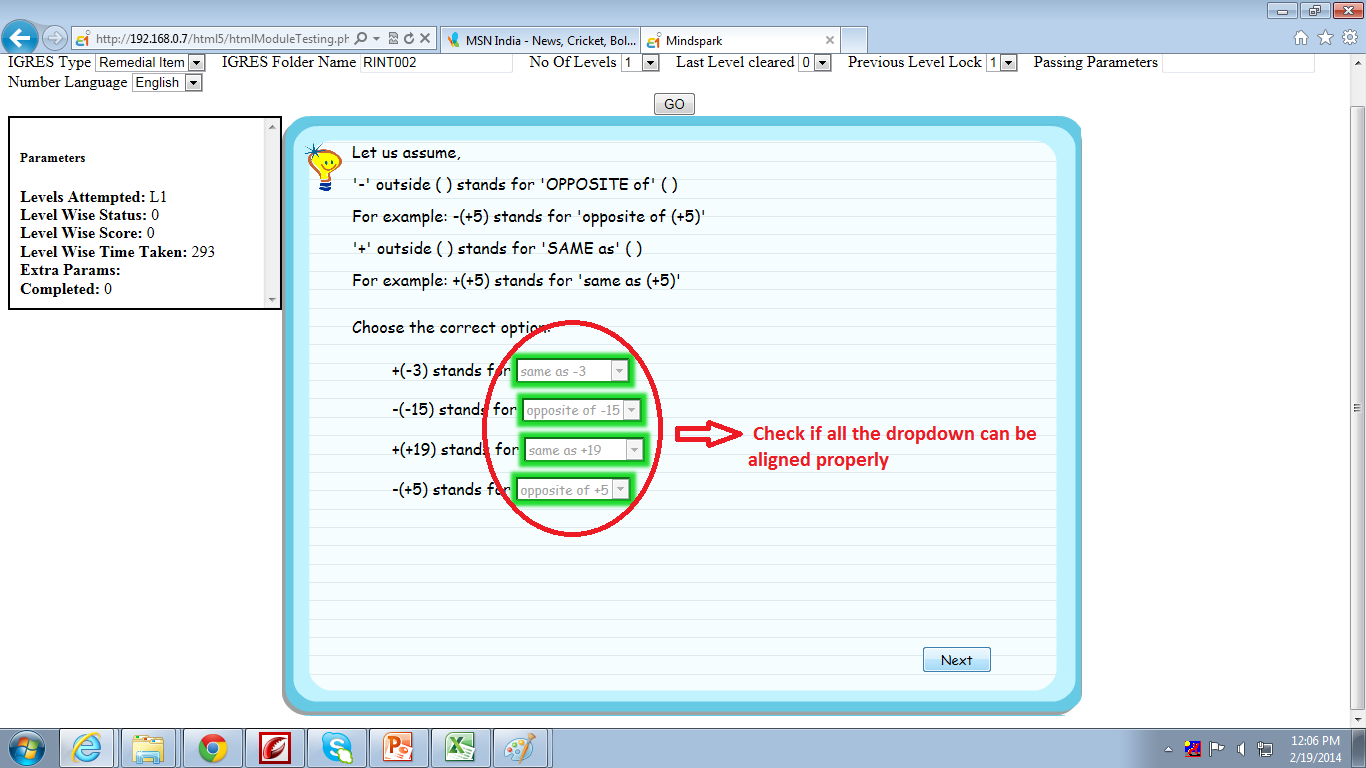 http://192.168.0.7/html5/htmlModuleTesting.ph
MSN India - News, Cricket, Bol...
Mindspark
IGRES Type Remedial Item IGRES Folder Name RINT002 No Of Levels 1 Last Level cleared 0 Previous Level Lock 1 Passing Parameters
Number Language English
GO
Parameters
Levels Attempted: L1
Level Wise Status: 0
Level Wise Score: 0
Level Wise Time Taken: 293
Extra Params:
Completed: 0
Let us assume,
'-' outside ( ) stands for 'OPPOSITE of' ( )
For example: -(+5) stands for 'opposite of (+5)'
'+' outside ( ) stands for 'SAME as' ( )
For example: +(+5) stands for 'same as (+5)'
Choose the correct option:
+(-3) stands for same as -3
-(-15) stands for opposite of -15
+(+19) stands for same as +19
-(+5) stands for opposite of +5
Check if all the dropdown can be
aligned properly
Next
12:06 PM
2/19/2014